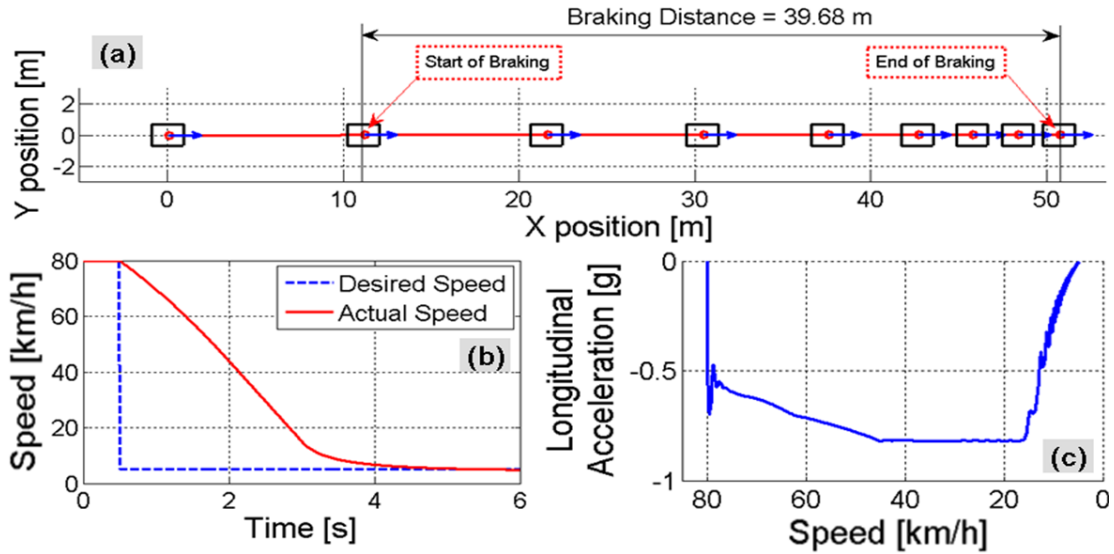 Braking Distance = 39.68 m
(a)
Start of Braking
End of Braking
Y position [m]
2
0
-2
0
10
20
30
40
50
X position [m]
Speed [km/h]
80
60
40
20
0
Desired Speed
Actual Speed
(b)
0
2
4
6
Time [s]
Longitudinal
Acceleration [g]
0
-0.5
-1
(c)
80
60
40
20
0
Speed [km/h]